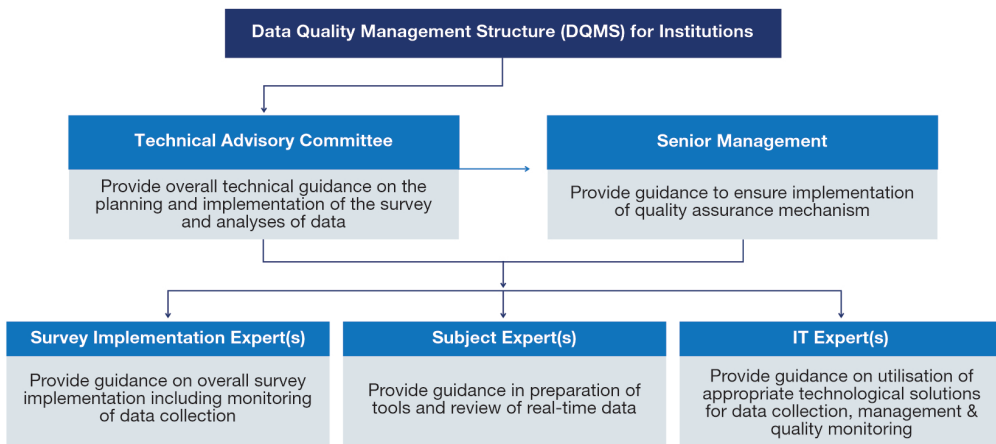 Data Quality Management Structure (DQMS) for Institutions
Technical Advisory Committee
Provide overall technical guidance on the
planning and implementation of the survey
and analyses of data
Senior Management
Provide guidance to ensure implementation
of quality assurance mechanism
Survey Implementation Expert(s)
Provide guidance on overall survey
implementation including monitoring
of data collection
Subject Expert(s)
Provide guidance in preparation of
tools and review of real-time data
IT Expert(s)
Provide guidance on utilisation of
appropriate technological solutions
for data collection, management &
quality monitoring